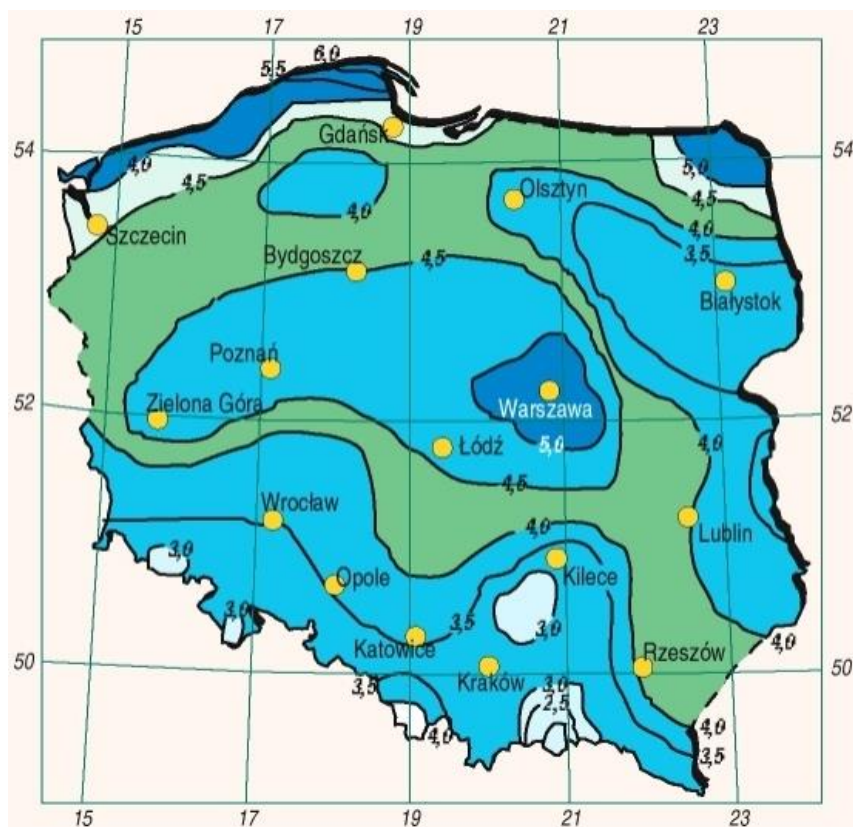 15 17 19 21 23
6,0
5,5
Gdańsk
54 54
4,0
5,0
4,5
Olsztyn
4,5
4,0
4,0
Szczecin
3,5
Bydgoszcz
4,5
Białystok
Poznań
Zielona Góra
Warszawa
52 52
Łódź
5,0
4,0
4,5
Wrocław
4,0
Lublin
3,0
Opole
Kilece
3,0
3,5
3,0
4,0
Katowice
Rzeszów
50 50
Kraków
3,5
3,0
2,5
4,0
4,0
3,5
15 17 19 21 23